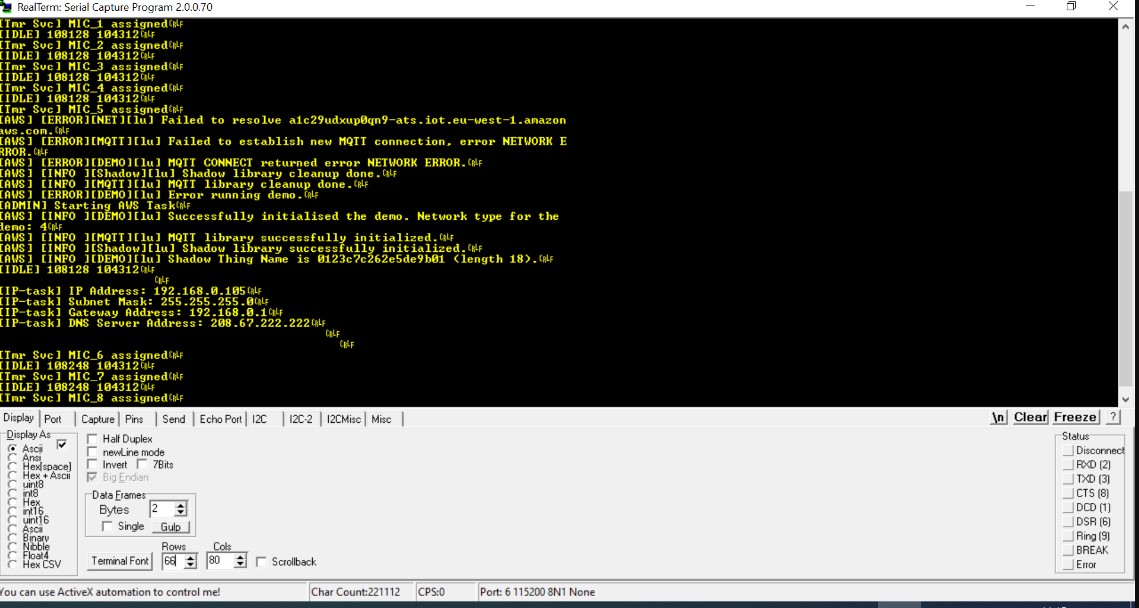 RealTerm: Serial Capture Program 2.0.0.70
[Tmr Svc] MIC_1 assigned
[IDLE] 108128 104312
[Tmr Svc] MIC_2 assigned
[IDLE] 108128 104312
[Tmr Svc] MIC_3 assigned
[IDLE] 108128 104312
[Tmr Svc] MIC_4 assigned
[IDLE] 108128 104312
[Tmr Svc] MIC_5 assigned
[AWS] [ERROR][NET][lu] Failed to resolve a1c29udxup0qn9-ats.iot.eu-west-1.amazon
aws.com.
[AWS] [ERROR][MQTT][lu] Failed to establish new MQTT connection, error NETWORK E
RROR.
[AWS] [ERROR][DEMO][lu] MQTT CONNECT returned error NETWORK ERROR.
[AWS] [INFO ][Shadow][lu] Shadow library cleanup done.
[AWS] [INFO ][MQTT][lu] MQTT library cleanup done.
[AWS] [ERROR][DEMO][lu] Error running demo.
[ADMIN] Starting AWS Task
[AWS] [INFO ][DEMO][lu] Successfully initialised the demo. Network type for the
demo: 4
[AWS] [INFO ][MQTT][lu] MQTT library successfully initialized.
[AWS] [INFO ][Shadow][lu] Shadow library successfully initialized.
[AWS] [INFO ][DEMO][lu] Shadow Thing Name is 0123c7c262e5de9b01 (length 18).
[IDLE] 108128 104312
[IP-task] IP Address: 192.168.0.105
[IP-task] Subnet Mask: 255.255.255.0
[IP-task] Gateway Address: 192.168.0.1
[IP-task] DNS Server Address: 208.67.222.222
[Tmr Svc] MIC_6 assigned
[IDLE] 108248 104312
[Tmr Svc] MIC_7 assigned
[IDLE] 108248 104312
[Tmr Svc] MIC_8 assigned
Display Port Capture Pins Send Echo Port I2C I2C-2 I2CMisc Misc \n Clear Freeze ?
Display As
Ascii
Ansi
Hex[space]
Hex + Ascii
uint8
int8
Hex
int16
uint16
Ascii
Binary
Nibble
Float4
Hex CSV
Half Duplex
newLine mode
Invert 7Bits
Big Endian
Data Frames
Bytes 2
Single Gulp
Rows Cols
Terminal Font 66 80 Scrollback
Status
Disconnect
RXD (2)
TXD (3)
CTS (8)
DCD (1)
DSR (6)
Ring (9)
BREAK
Error
You can use ActiveX automation to control me! Char Count:221112 CPS:0 Port: 6 115200 8N1 None